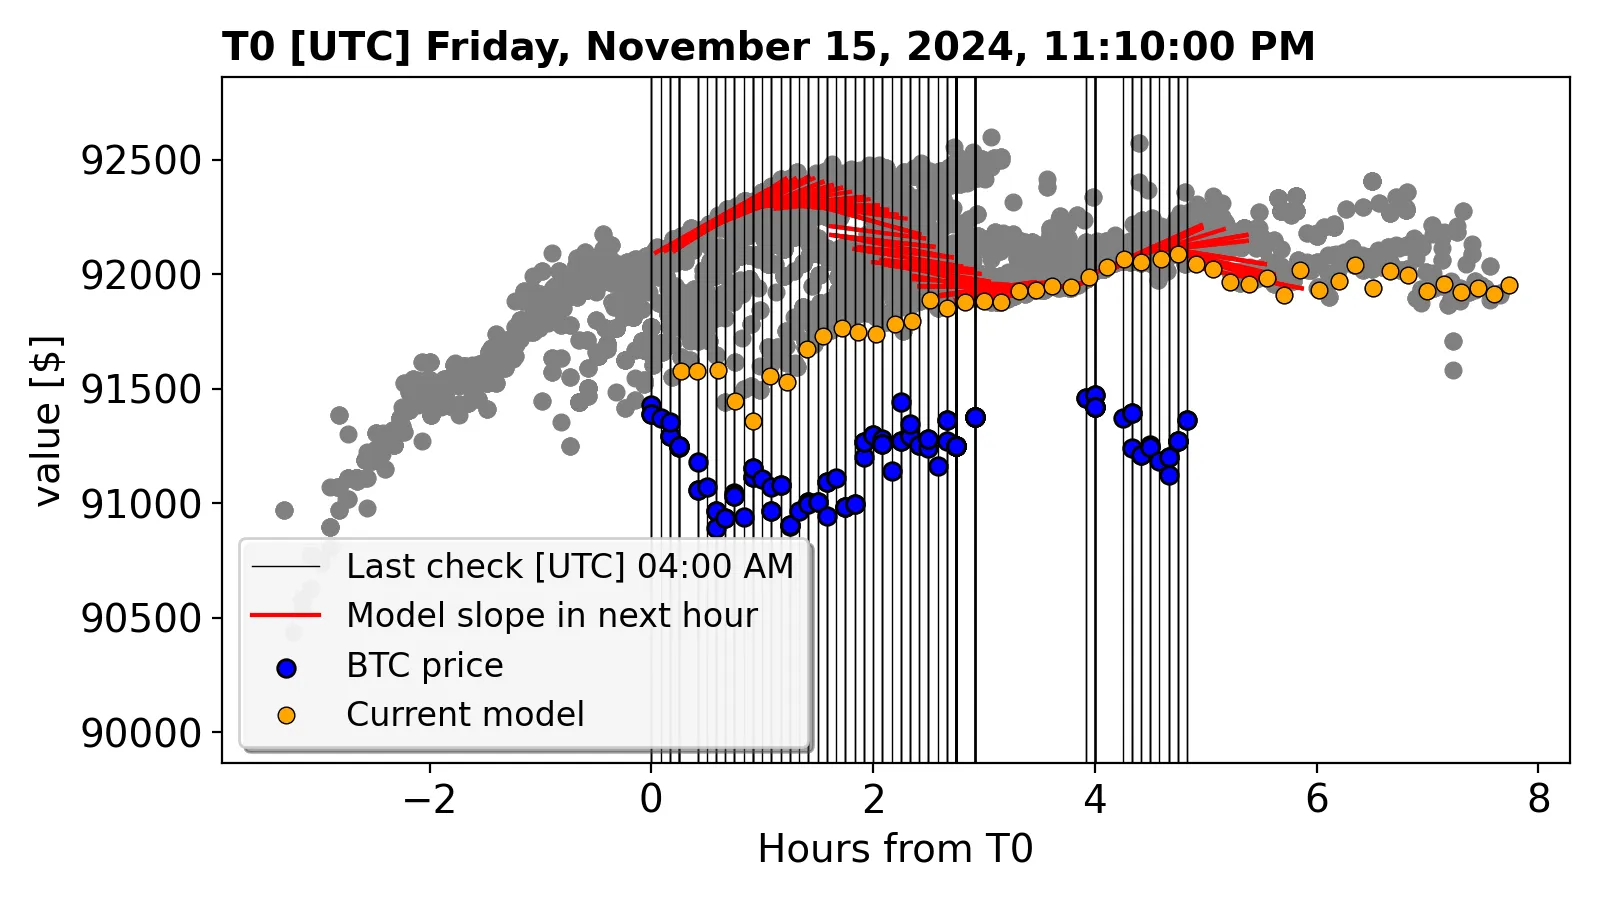 T0 [UTC] Friday, November 15, 2024, 11:10:00 PM
value [$]
92500
92000
91500
91000
90500
90000
Last check [UTC] 04:00 AM
Model slope in next hour
BTC price
Current model
−2 0 2 4 6 8
Hours from T0